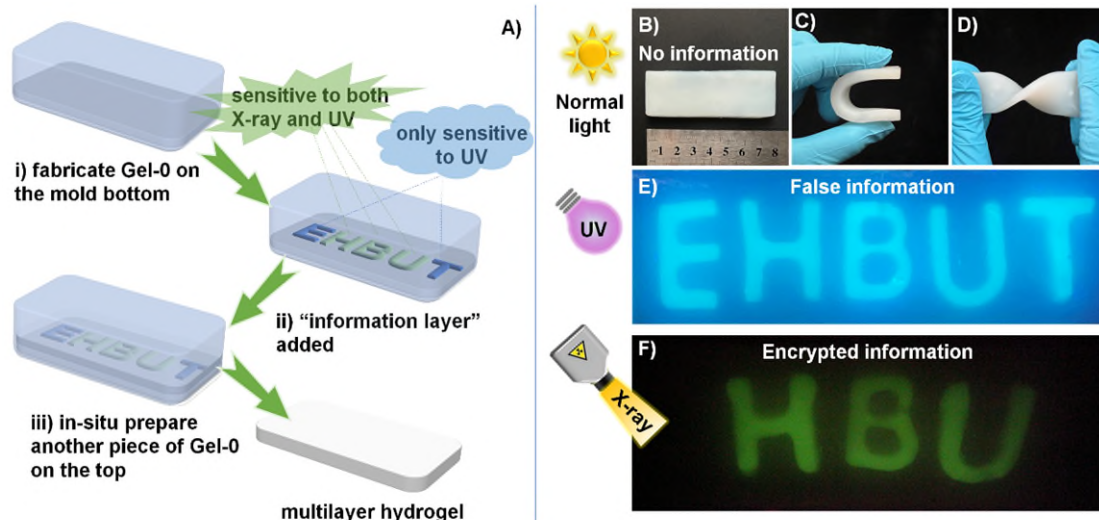 A)
sensitive to both
X-ray and UV
only sensitive
to UV
i) fabricate Gel-0 on
the mold bottom
EHBUT
ii) “information layer”
added
EHBUT
iii) in-situ prepare
another piece of Gel-0
on the top
multilayer hydrogel
Normal
light
B)
No information
1 2 3 4 5 6 7 8
C)
D)
UV
E)
False information
EHBUT
X-ray
F)
Encrypted information
HBU